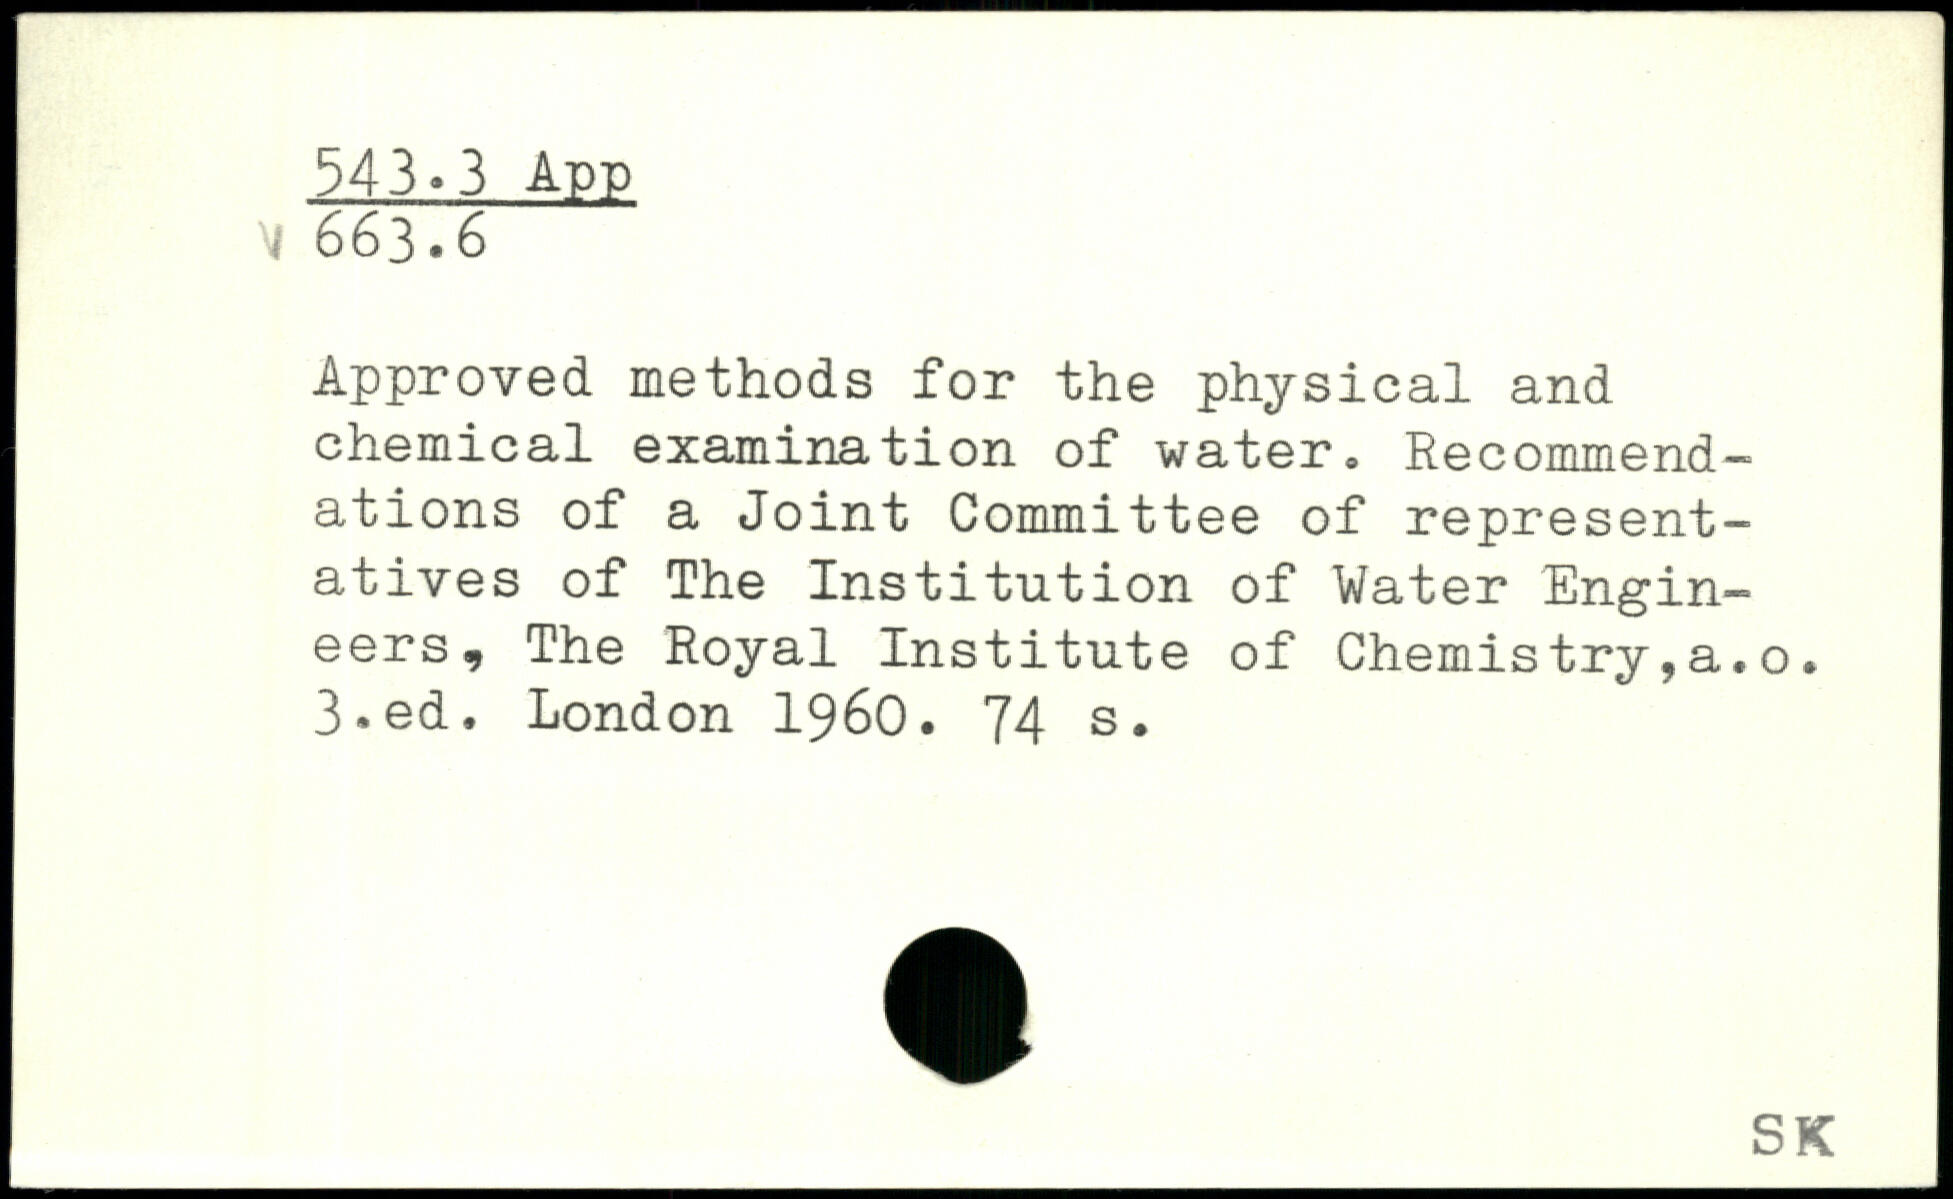 543.3 App
v 663.6
Approved methods for the physical and
chemical examination of water. Recommend-
ations of a Joint Committee of represent-
atives of The Institution of Water Engin-
eers, The Royal Institute of Chemistry,a.o.
3.ed. London 1960. 74 s.
SK